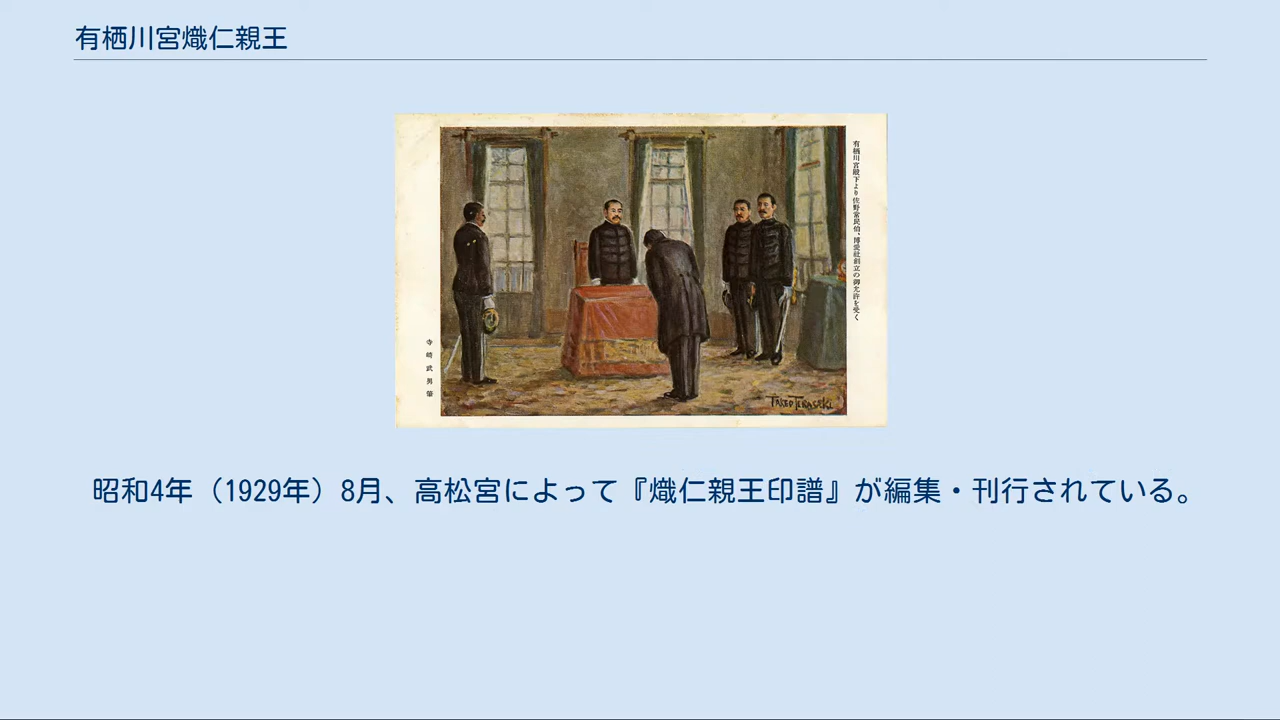 有栖川宮熾仁親王
有栖川宮殿下より佐野常民伯、博愛社創立の御允許を受く
寺崎武男筆
TAKEO TERASAKI
昭和4年（1929年）8月、高松宮によって『熾仁親王印譜』が編集・刊行されている。